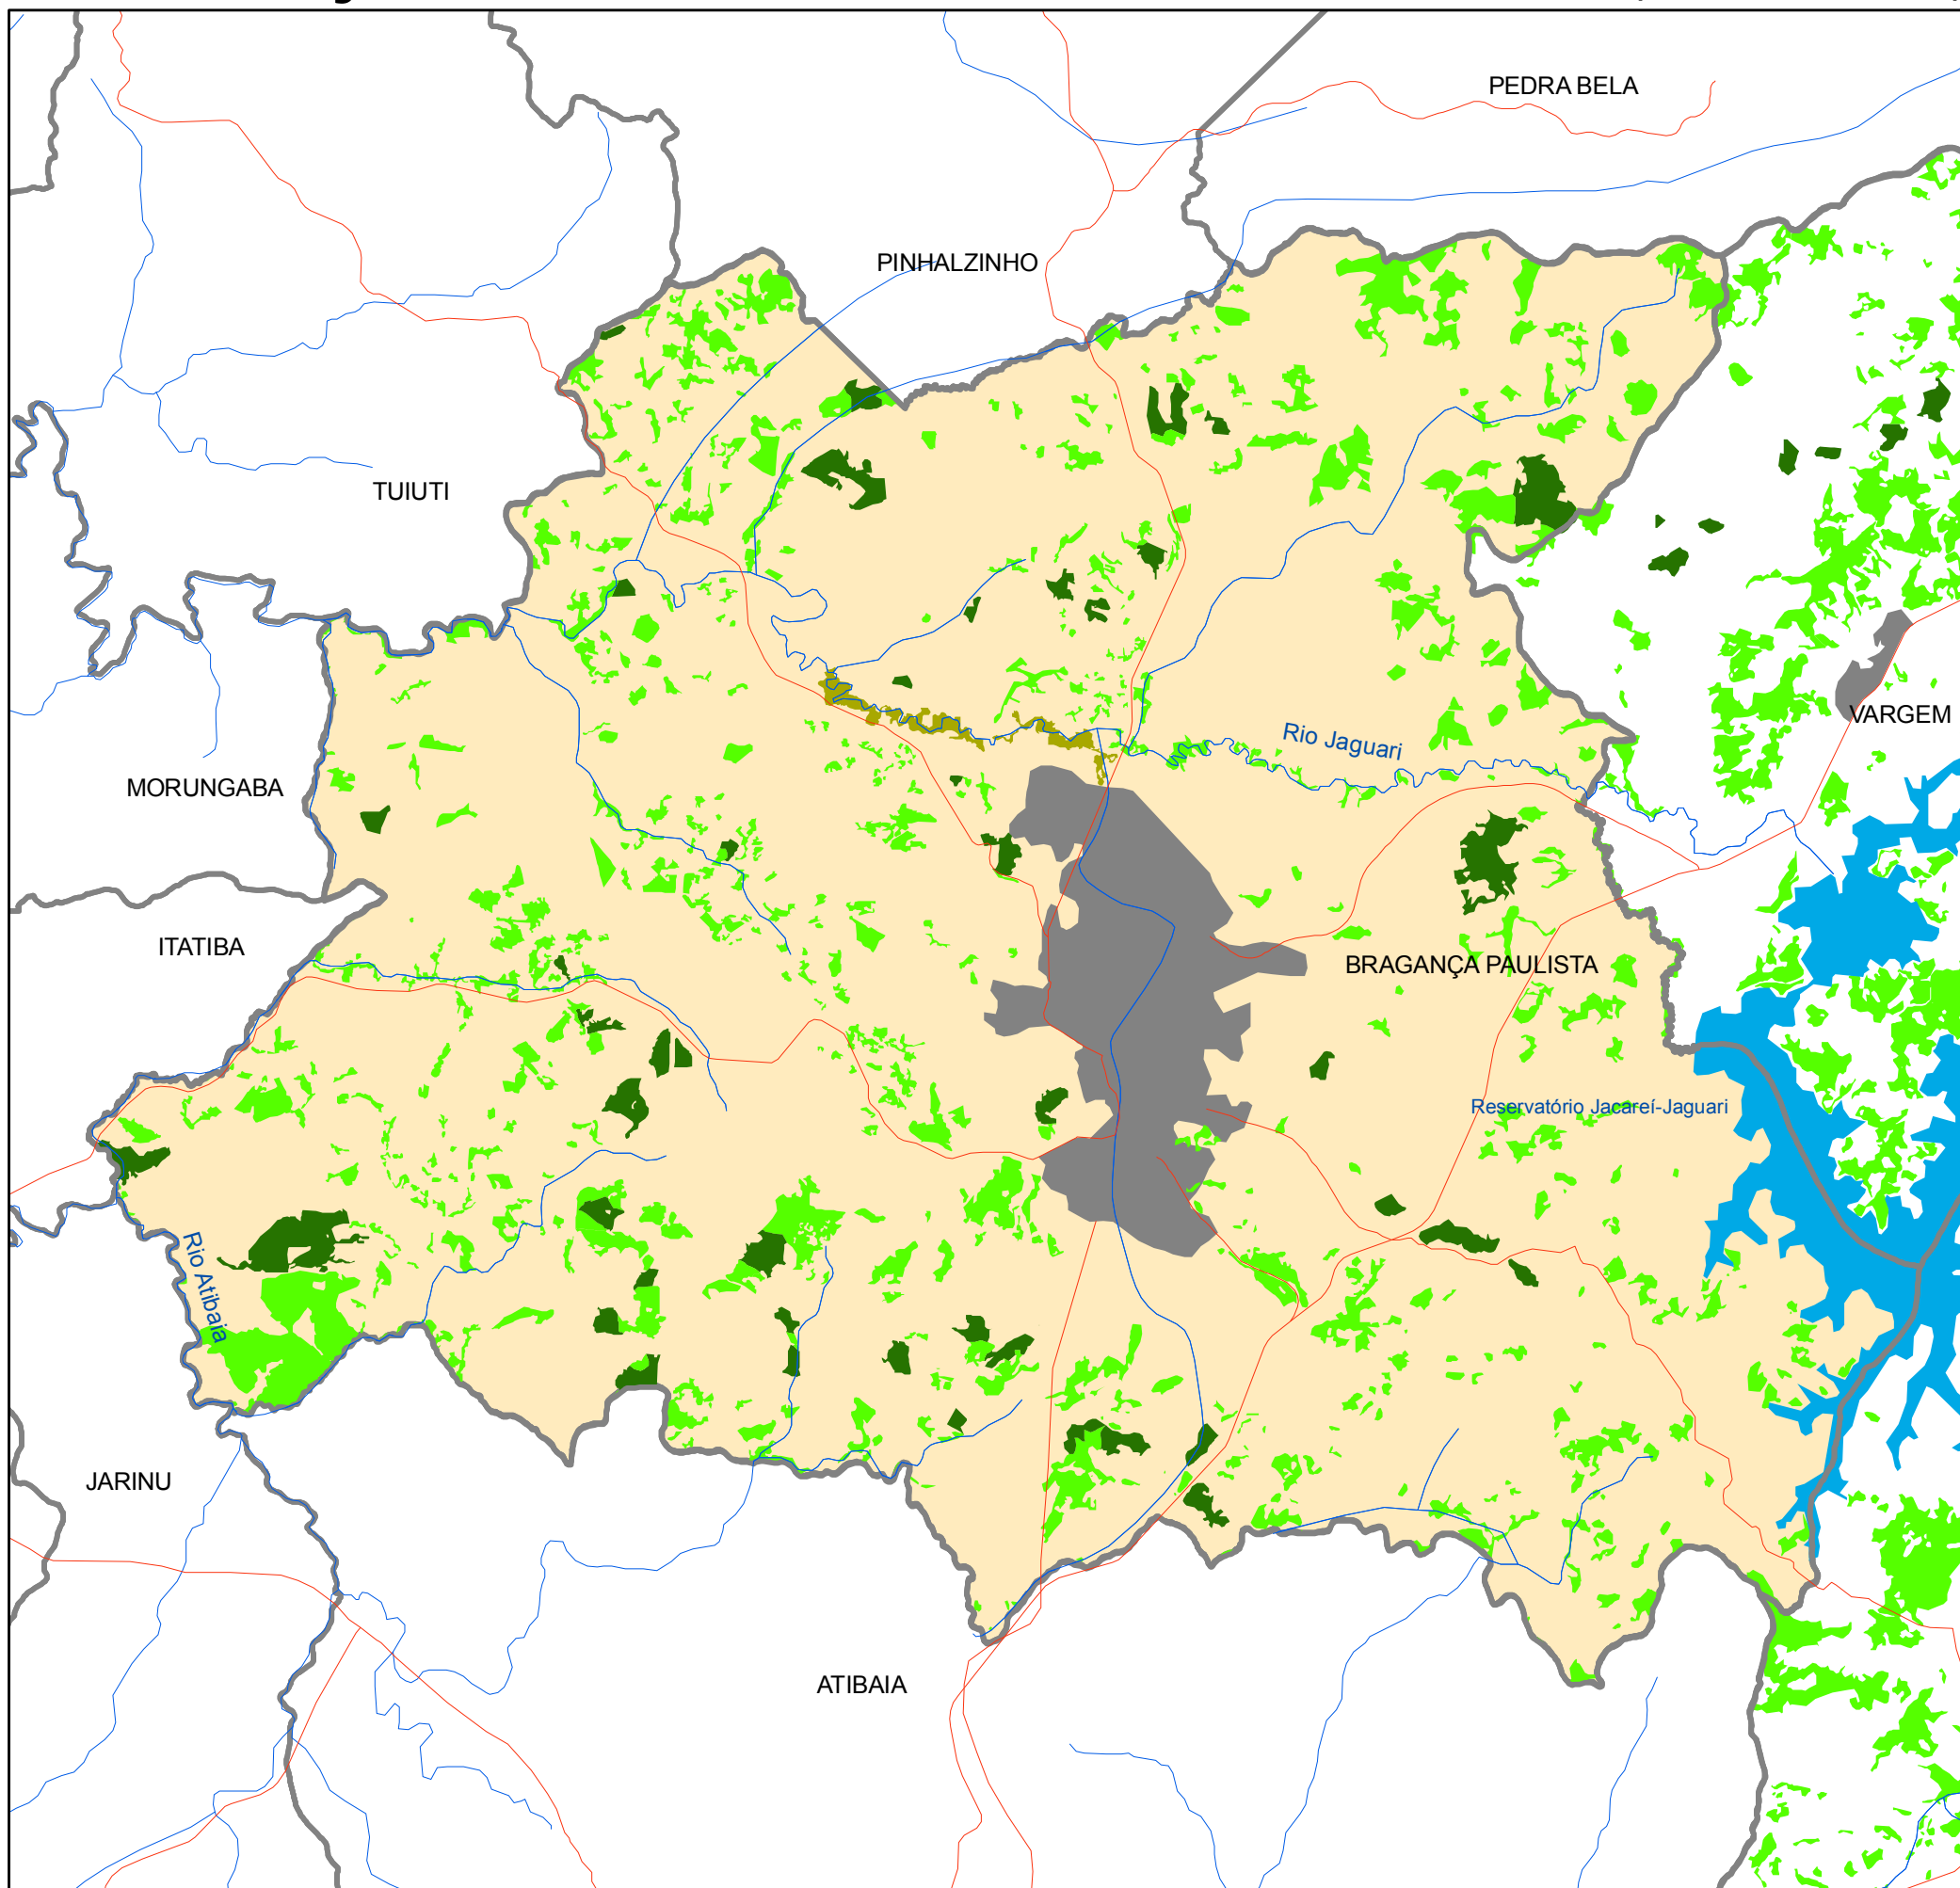 PEDRA BELA
PINHALZINHO
TUIUTI
VARGEM
Rio Jaguari
MORUNGABA
ITATIBA
BRAGANÇA PAULISTA
Reservatório Jacareí-Jaguari
Rio Atibaia
JARINU
ATIBAIA